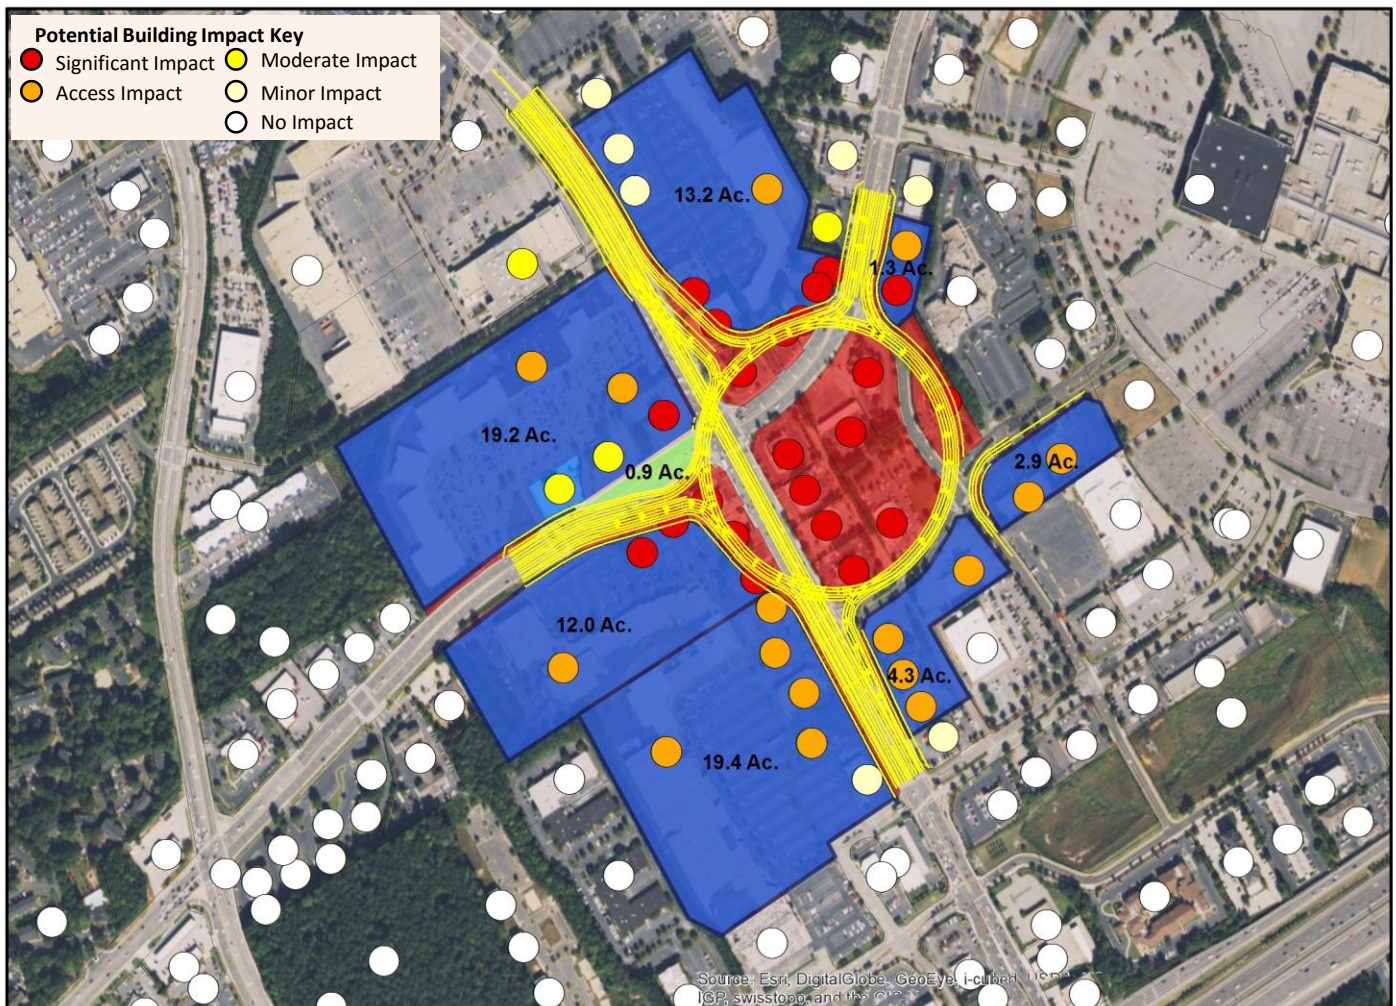 Potential Building Impact Key
Significant Impact
Moderate Impact
Access Impact
Minor Impact
No Impact
13.2 Ac.
1.3 Ac.
19.2 Ac.
0.9 Ac.
2.9 Ac.
12.0 Ac.
4.3 Ac.
19.4 Ac.
Source: Esri, DigitalGlobe, GeoEye, i-cubed,
IGP, swisstopo, and the GIS